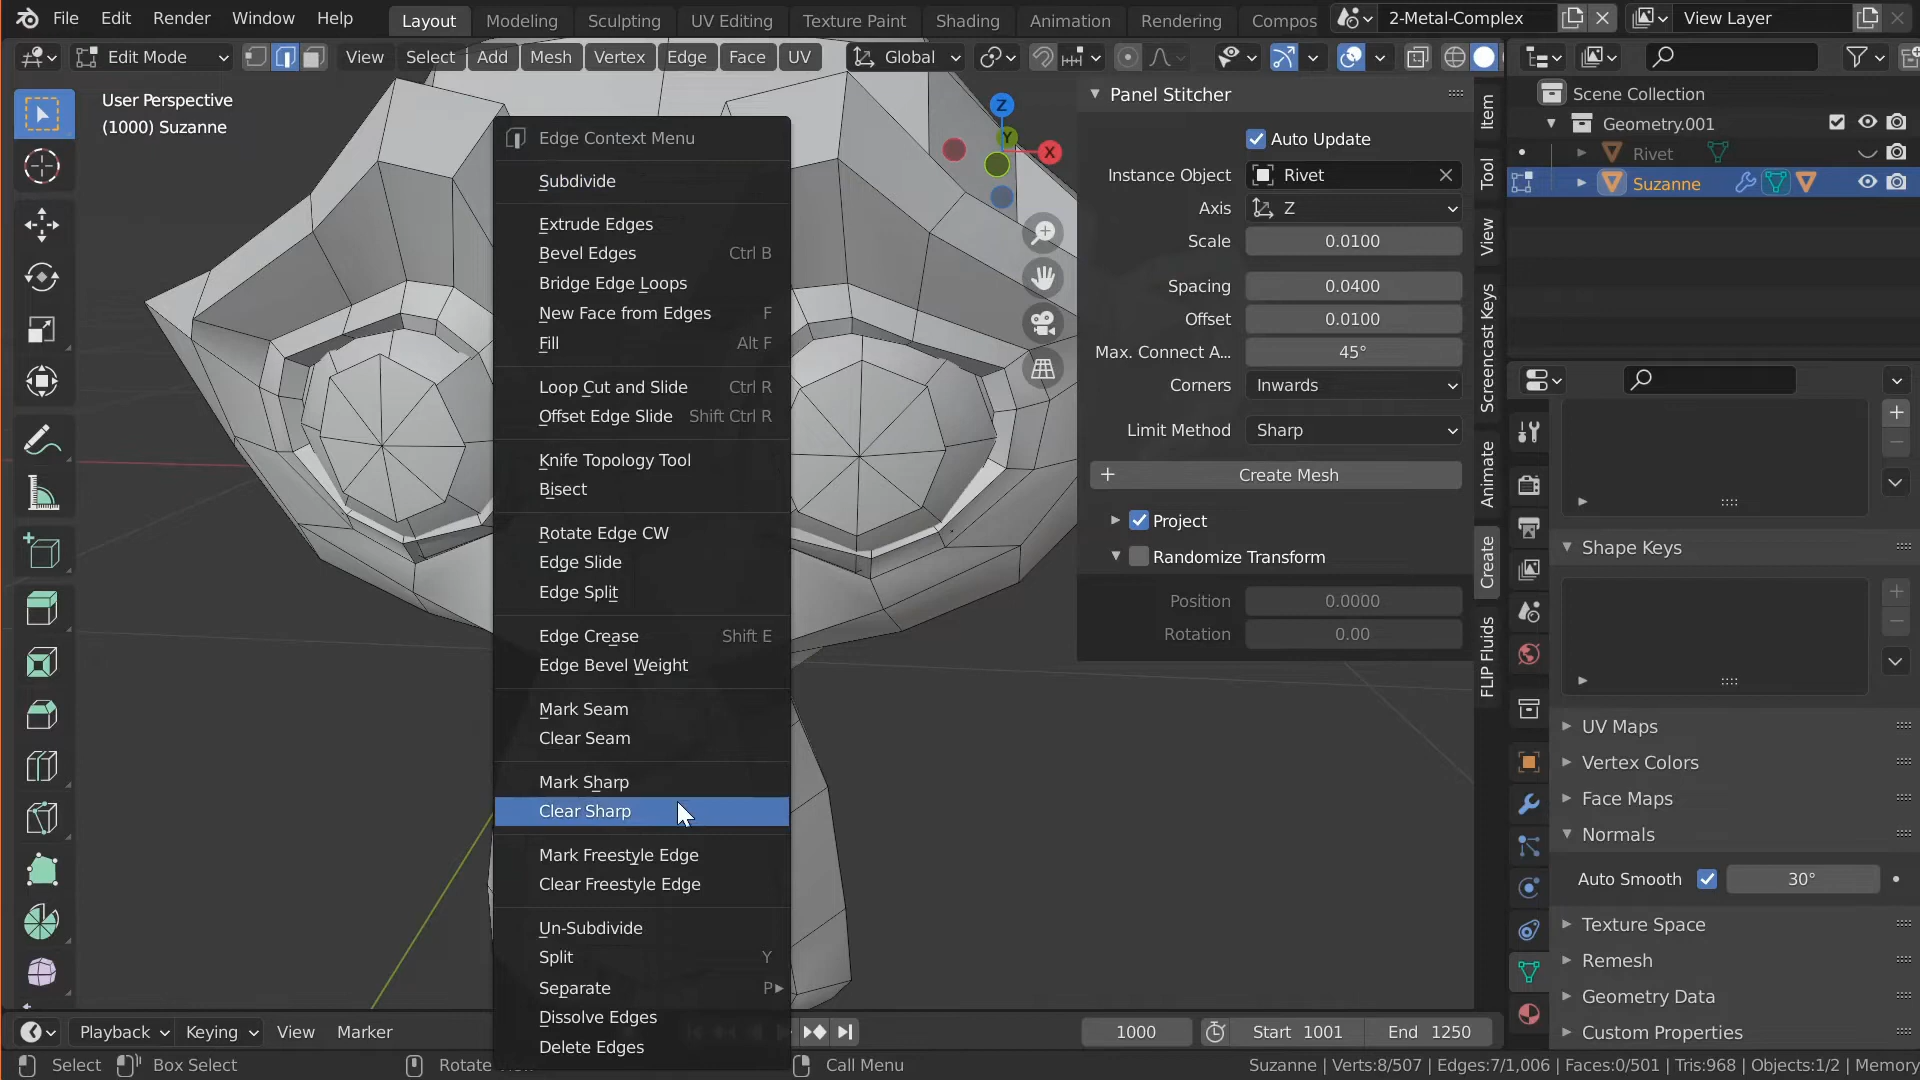 File Edit Render Window Help Layout Modeling Sculpting UV Editing Texture Paint Shading Animation Rendering Compos 2-Metal-Complex View Layer
Edit Mode View Select Add Mesh Vertex Edge Face UV Global
User Perspective
(1000) Suzanne
Z
Y
X
Edge Context Menu
Subdivide
Extrude Edges
Bevel Edges Ctrl B
Bridge Edge Loops
New Face from Edges F
Fill Alt F
Loop Cut and Slide Ctrl R
Offset Edge Slide Shift Ctrl R
Knife Topology Tool
Bisect
Rotate Edge CW
Edge Slide
Edge Split
Edge Crease Shift E
Edge Bevel Weight
Mark Seam
Clear Seam
Mark Sharp
Clear Sharp
Mark Freestyle Edge
Clear Freestyle Edge
Un-Subdivide
Split Y
Separate P
Dissolve Edges
Delete Edges
Panel Stitcher
Auto Update
Instance Object Rivet
Axis Z
Scale 0.0100
Spacing 0.0400
Offset 0.0100
Max. Connect A... 45°
Corners Inwards
Limit Method Sharp
Create Mesh
Project
Randomize Transform
Position 0.0000
Rotation 0.00
Item
Tool
View
Screencast Keys
Animate
Create
FLIP Fluids
Scene Collection
Geometry.001
Rivet
Suzanne
Shape Keys
UV Maps
Vertex Colors
Face Maps
Normals
Auto Smooth 30°
Texture Space
Remesh
Geometry Data
Custom Properties
Playback Keying View Marker 1000 Start 1001 End 1250
Select Box Select Rotate Call Menu Suzanne | Verts:8/507 | Edges:7/1,006 | Faces:0/501 | Tris:968 | Objects:1/2 | Memory